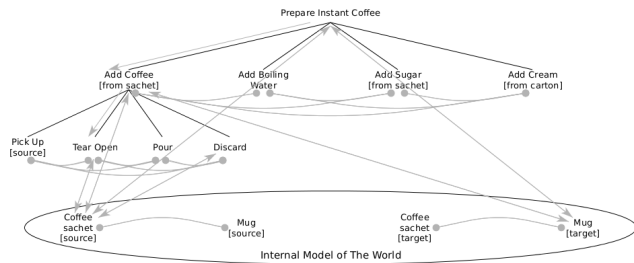 Prepare Instant Coffee
Add Coffee
[from sachet]
Add Boiling
Water
Add Sugar
[from sachet]
Add Cream
[from carton]
Pick Up
[source]
Tear Open
Pour
Discard
Coffee
sachet
[source]
Mug
[source]
Coffee
sachet
[target]
Mug
[target]
Internal Model of The World